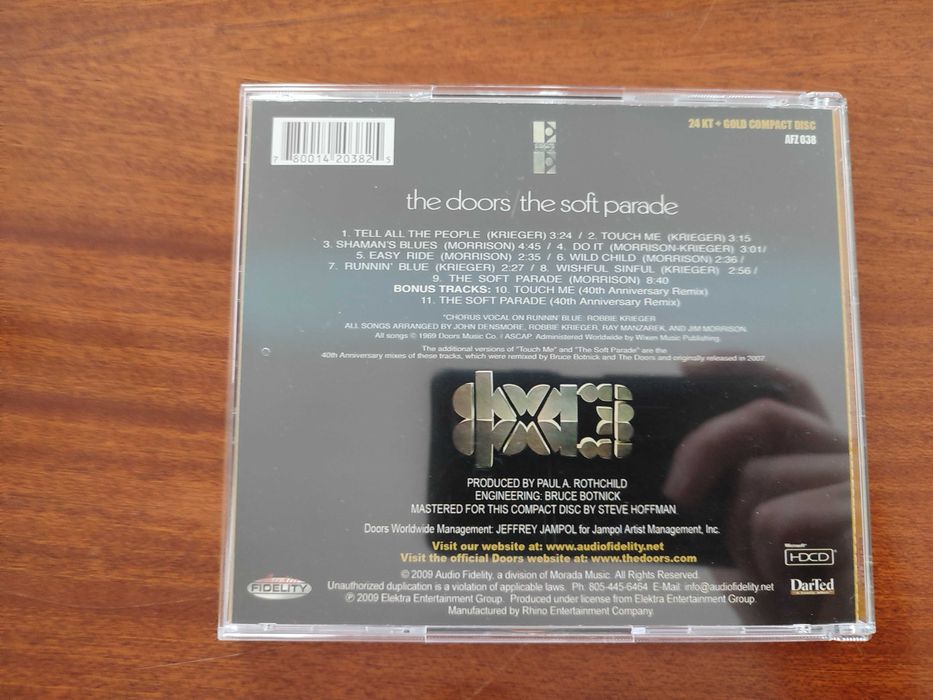 24 KT + GOLD COMPACT DISC
AFZ 038
7 80014 20382 5
the doors / the soft parade
1. TELL ALL THE PEOPLE (KRIEGER) 3:24 / 2. TOUCH ME (KRIEGER) 3:15
3. SHAMAN'S BLUES (MORRISON) 4:45 / 4. DO IT (MORRISON-KRIEGER) 3:01/
5. EASY RIDE (MORRISON) 2:35 / 6. WILD CHILD (MORRISON) 2:36 /
7. RUNNIN' BLUE (KRIEGER) 2:27 / 8. WISHFUL SINFUL (KRIEGER) 2:56 /
9. THE SOFT PARADE (MORRISON) 8:40
BONUS TRACKS: 10. TOUCH ME (40th Anniversary Remix)
11. THE SOFT PARADE (40th Anniversary Remix)
*CHORUS VOCAL ON RUNNIN' BLUE: ROBBIE KRIEGER
ALL SONGS ARRANGED BY JOHN DENSMORE, ROBBIE KRIEGER, RAY MANZAREK, AND JIM MORRISON.
All songs © 1969 Doors Music Co. / ASCAP. Administered Worldwide by Wixen Music Publishing.
The additional versions of "Touch Me" and "The Soft Parade" are the
40th Anniversary mixes of these tracks, which were remixed by Bruce Botnick and The Doors and originally released in 2007.
DOORS
PRODUCED BY PAUL A. ROTHCHILD
ENGINEERING: BRUCE BOTNICK
MASTERED FOR THIS COMPACT DISC BY STEVE HOFFMAN
Doors Worldwide Management: JEFFREY JAMPOL for Jampol Artist Management, Inc.
Visit our website at: www.audiofidelity.net
Visit the official Doors website at: www.thedoors.com
Microsoft
HDCD
© 2009 Audio Fidelity, a division of Morada Music. All Rights Reserved.
Unauthorized duplication is a violation of applicable laws. Ph. 805-445-6464 E-Mail: info@audiofidelity.net
℗ 2009 Elektra Entertainment Group. Produced under license from Elektra Entertainment Group.
Manufactured by Rhino Entertainment Company.
FIDELITY
DarTed